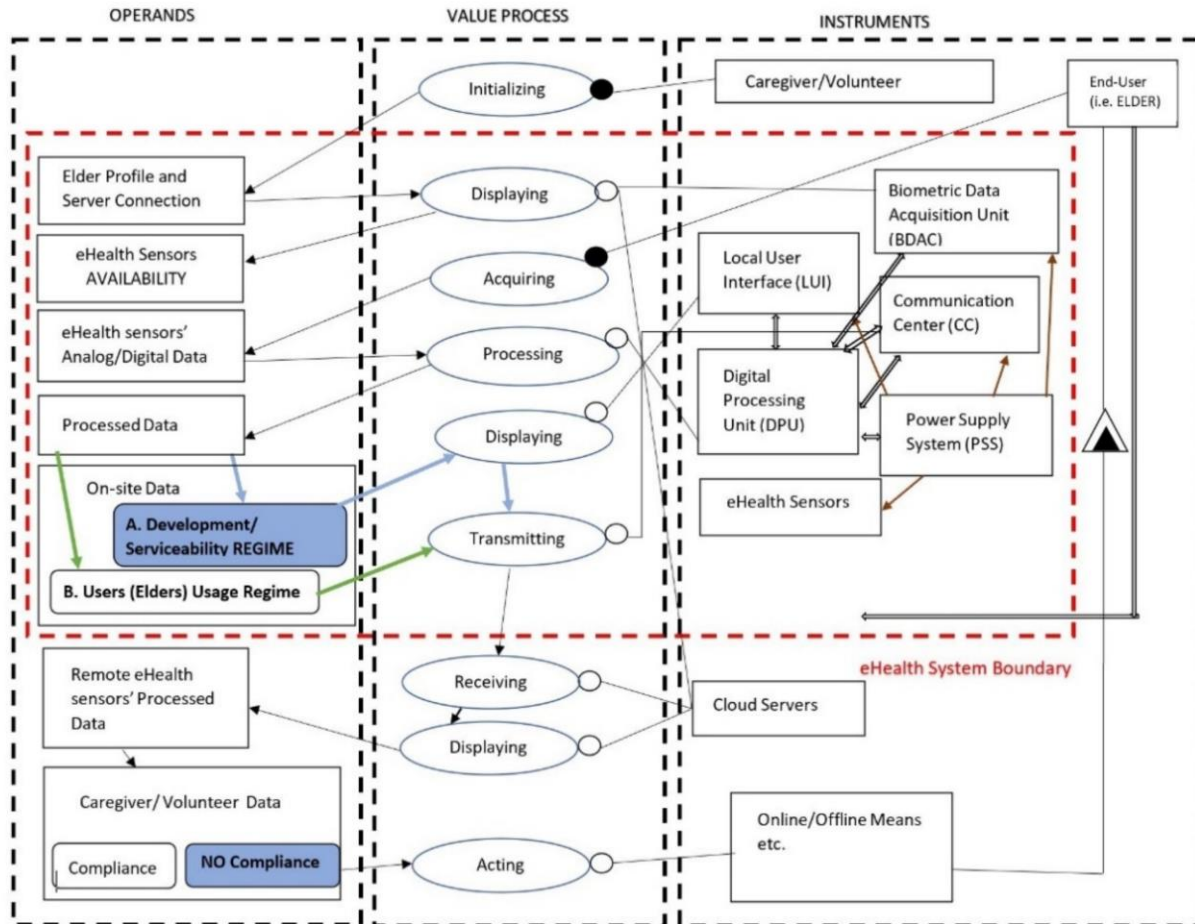 OPERANDS
VALUE PROCESS
INSTRUMENTS
Initializing
Caregiver/Volunteer
End-User
(i.e. ELDER)
Elder Profile and
Server Connection
Displaying
Biometric Data
Acquisition Unit
(BDAC)
eHealth Sensors
AVAILABILITY
Acquiring
Local User
Interface (LUI)
Communication
Center (CC)
eHealth sensors'
Analog/Digital Data
Processing
Digital
Processing
Unit (DPU)
Processed Data
Displaying
Power Supply
System (PSS)
On-site Data
A. Development/
Serviceability REGIME
Transmitting
eHealth Sensors
B. Users (Elders) Usage Regime
eHealth System Boundary
Remote eHealth
sensors' Processed
Data
Receiving
Cloud Servers
Displaying
Caregiver/ Volunteer Data
Compliance
NO Compliance
Acting
Online/Offline Means
etc.